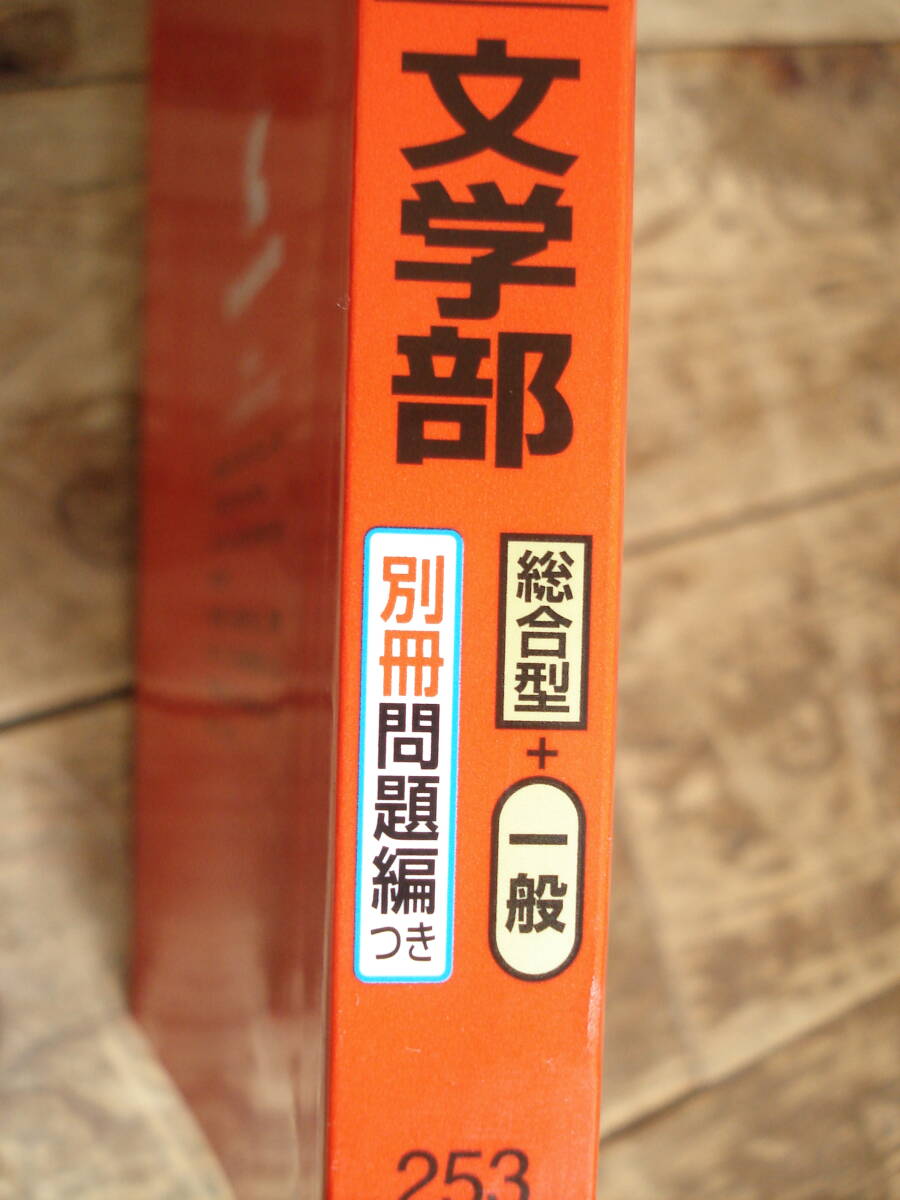 文学部
総合型
+
一般
別冊問題編つき
253